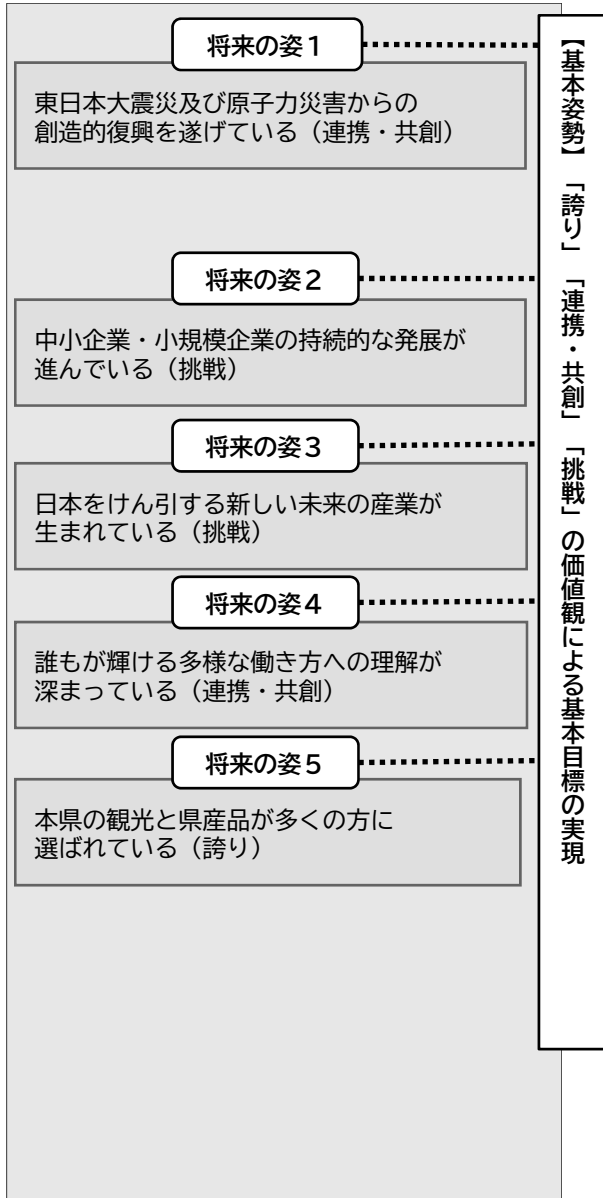 将来の姿1
東日本大震災及び原子力災害からの
創造的復興を遂げている（連携・共創）
将来の姿2
中小企業・小規模企業の持続的な発展が
進んでいる（挑戦）
将来の姿3
日本をけん引する新しい未来の産業が
生まれている（挑戦）
将来の姿4
誰もが輝ける多様な働き方への理解が
深まっている（連携・共創）
将来の姿5
本県の観光と県産品が多くの方に
選ばれている（誇り）
【基本姿勢】「誇り」「連携・共創」「挑戦」の価値観による基本目標の実現